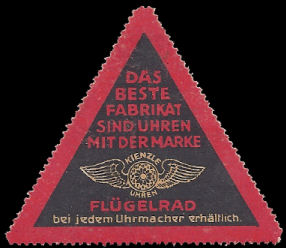 DAS
BESTE
FABRIKAT
SIND UHREN
MIT DER MARKE
KIENZLE
UHREN
FLÜGELRAD
bei jedem Uhrmacher erhältlich.